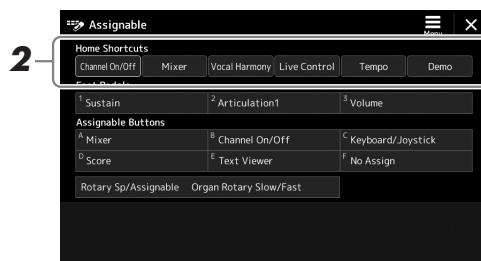 Assignable
Menu
2
Home Shortcuts
Channel On/Off Mixer Vocal Harmony Live Control Tempo Demo
Foot Pedals
1 Sustain 2 Articulation1 3 Volume
Assignable Buttons
A Mixer B Channel On/Off C Keyboard/Joystick
D Score E Text Viewer F No Assign
Rotary Sp/Assignable Organ Rotary Slow/Fast